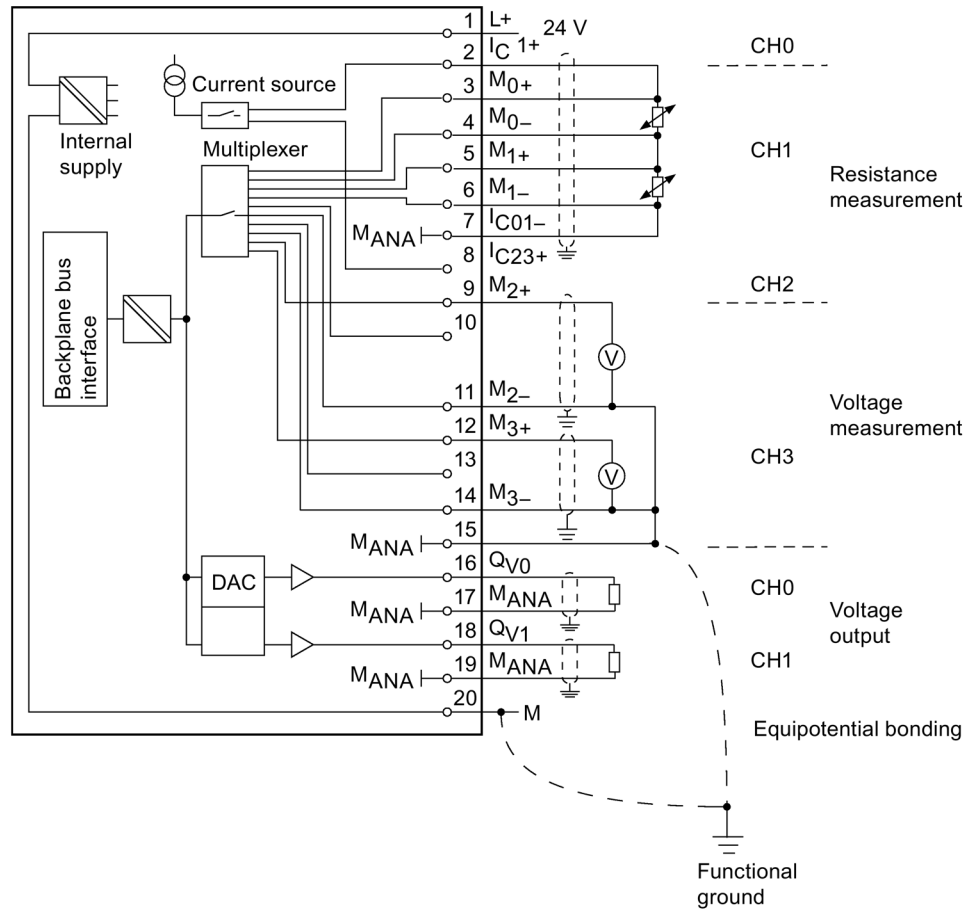 1 L+ 24 V
2 IC 1+ CH0
Current source
3 M0+
4 M0–
Internal
supply
Multiplexer
5 M1+ CH1
6 M1–
Resistance
measurement
7 IC01–
MANA
8 IC23+
9 M2+ CH2
10
Backplane bus
interface
V
11 M2–
Voltage
measurement
12 M3+
13 CH3
V
14 M3–
15
MANA
16 QV0
DAC
CH0
17 MANA
MANA
Voltage
output
18 QV1
CH1
19 MANA
MANA
20 M
Equipotential bonding
Functional
ground